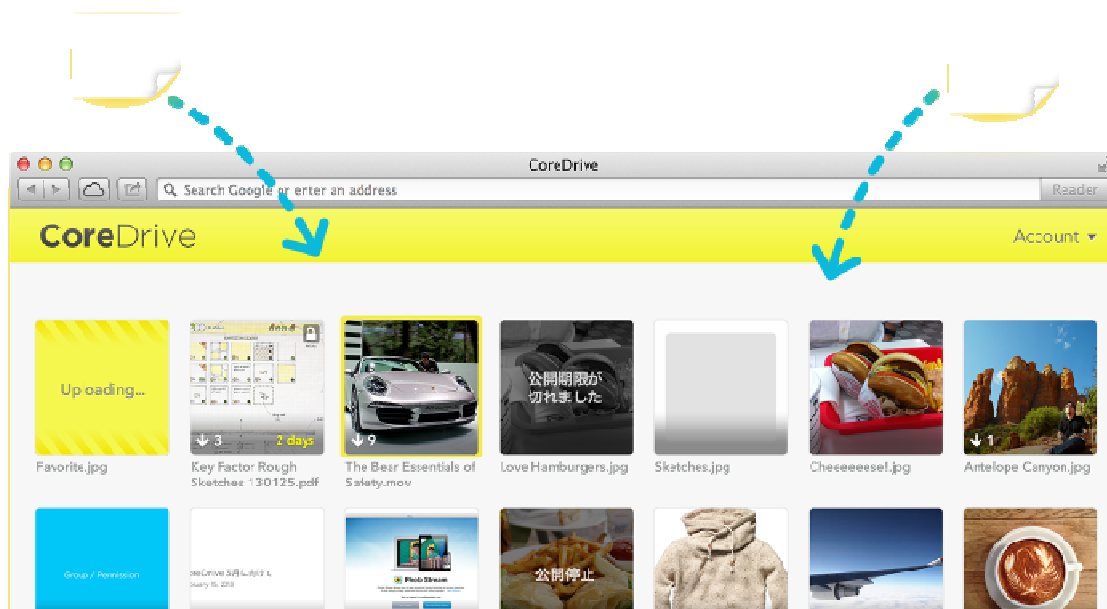 CoreDrive
Search Google or enter an address
Reader
CoreDrive
Account
Uploading...
3
2 days
9
公開期限が
切れました
1
Favorite.jpg
Key Factor Rough
Sketches 130125.pdf
The Bear Essentials of
Safety.mov
Love Hamburgers.jpg
Sketches.jpg
Cheeeeeese!.jpg
Antelope Canyon.jpg
Group / Permission
Photo Stream
公開停止